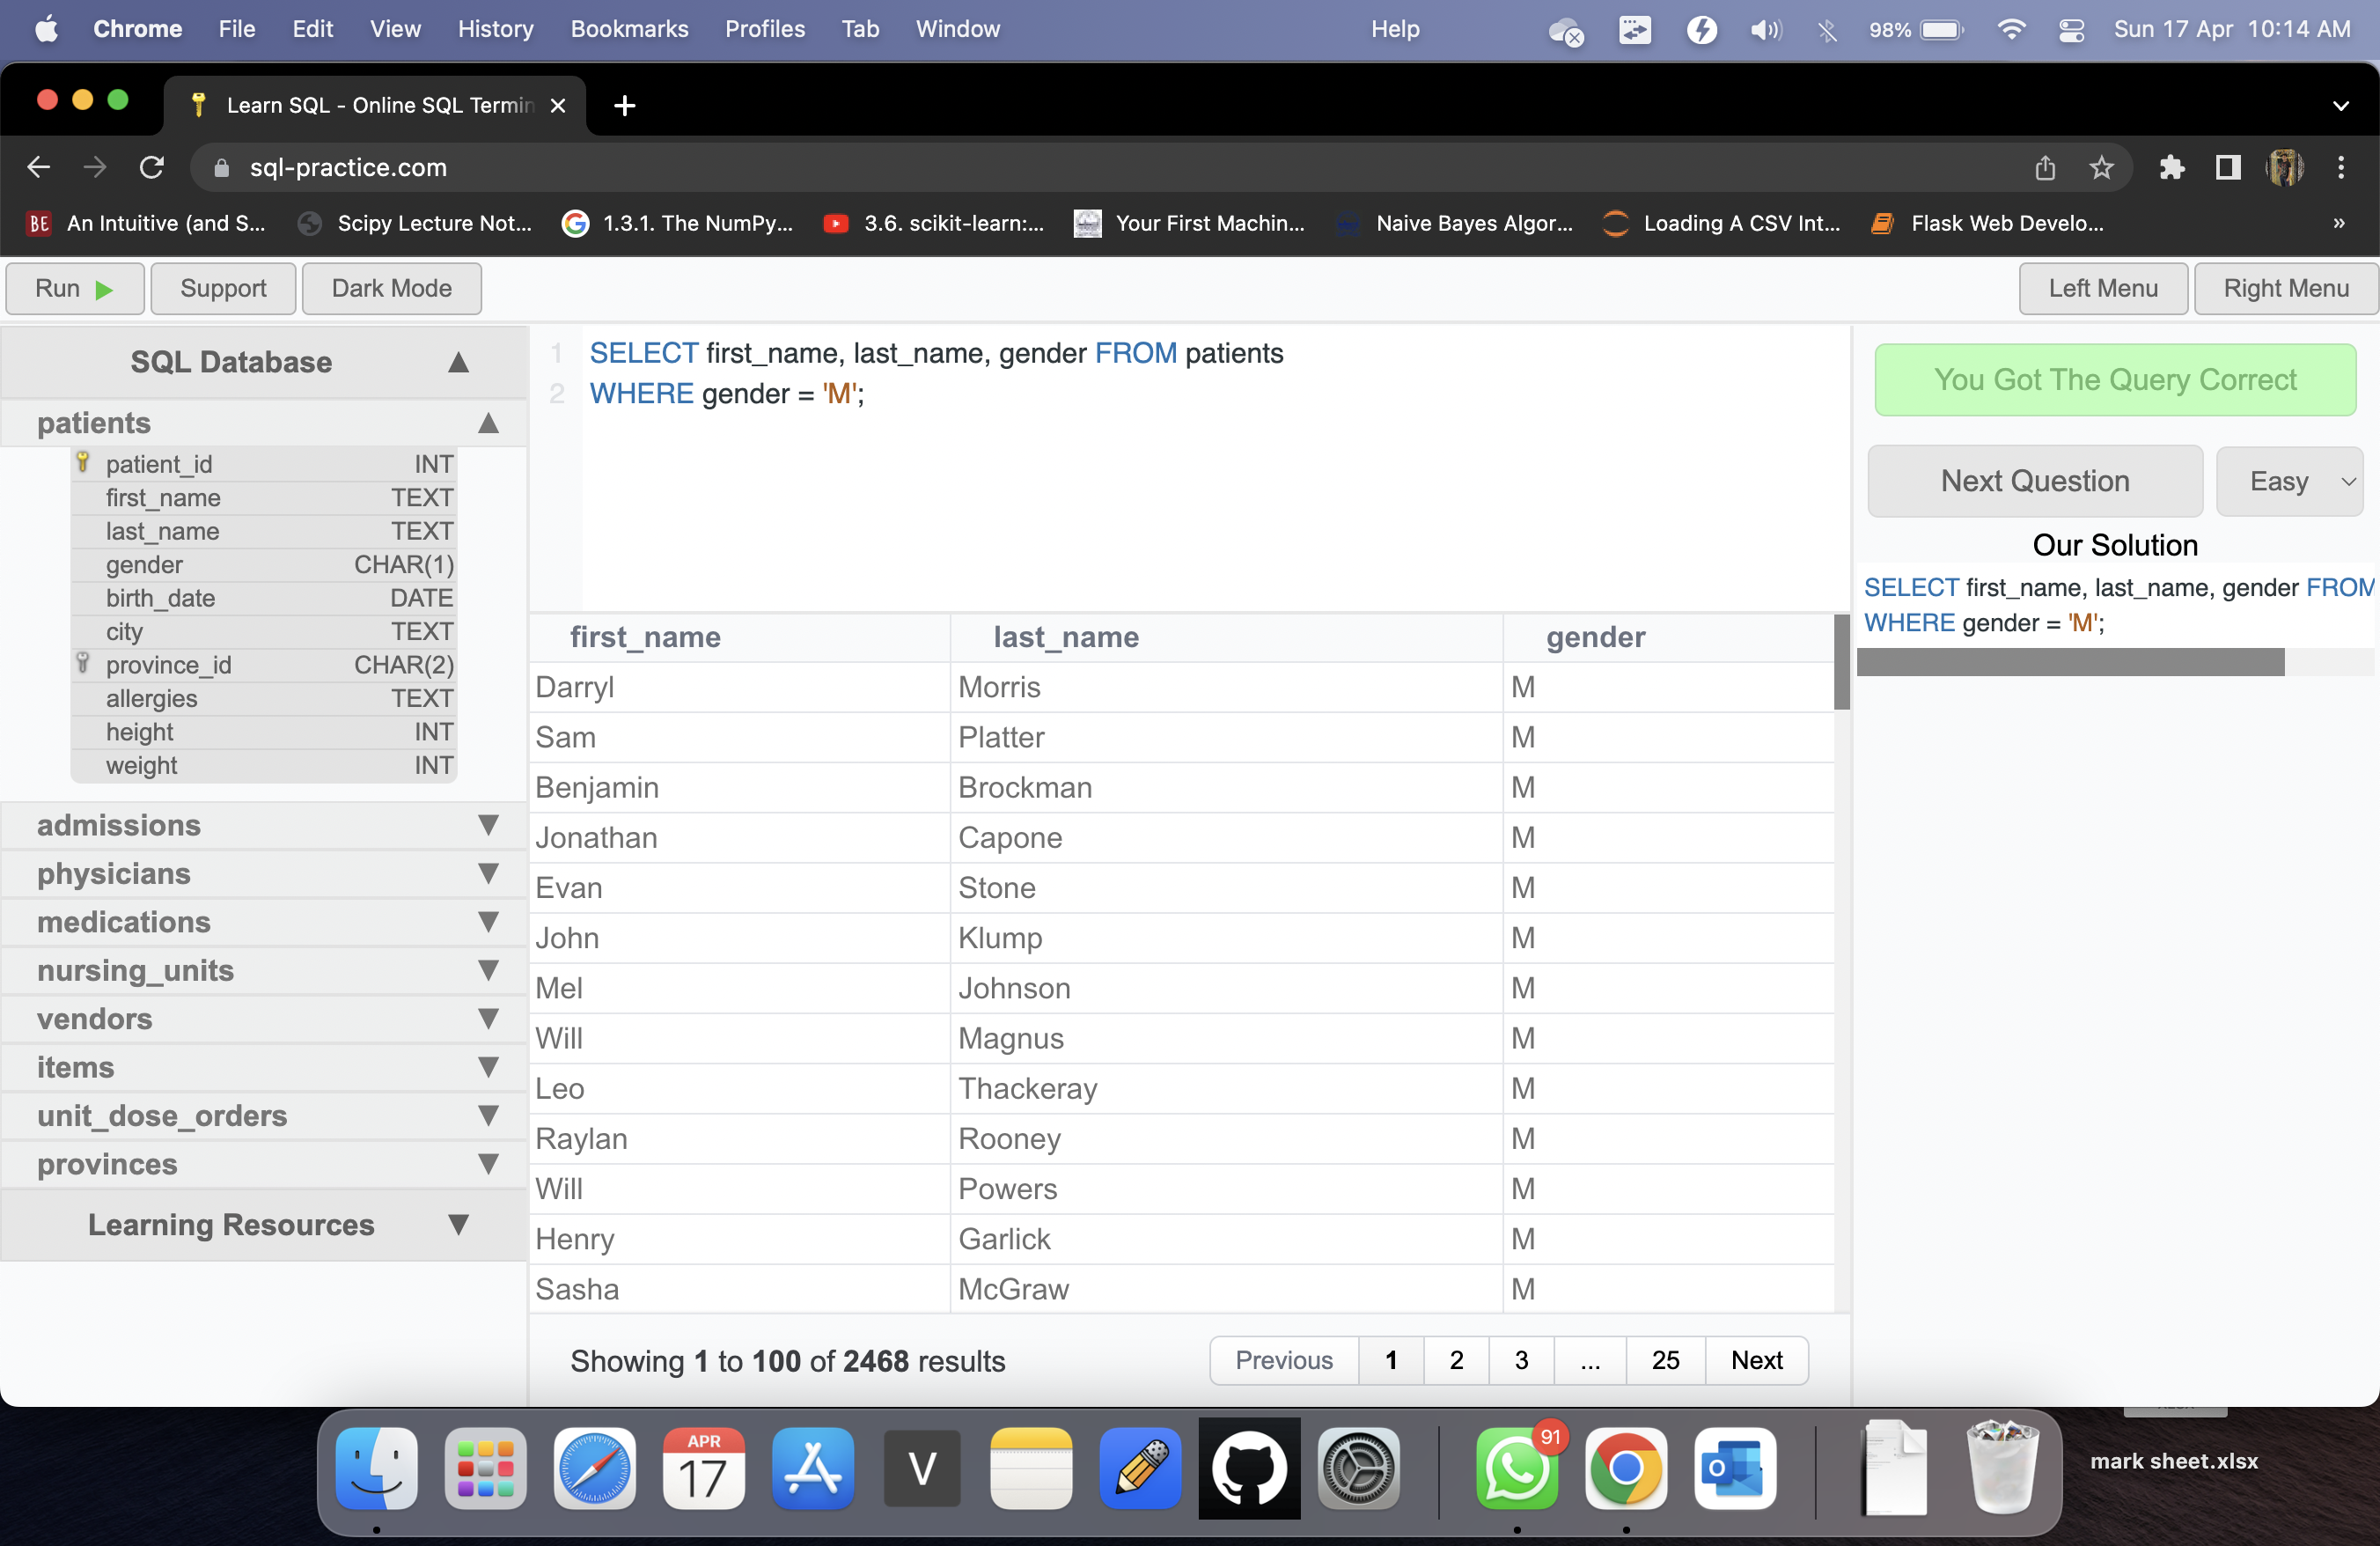 Chrome File Edit View History Bookmarks Profiles Tab Window Help 98% Sun 17 Apr 10:14 AM
Learn SQL - Online SQL Termin
sql-practice.com
BE An Intuitive (and S... Scipy Lecture Not... 1.3.1. The NumPy... 3.6. scikit-learn:... Your First Machin... Naive Bayes Algor... Loading A CSV Int... Flask Web Develo... »
Run Support Dark Mode Left Menu Right Menu
SQL Database
patients
patient_id INT
first_name TEXT
last_name TEXT
gender CHAR(1)
birth_date DATE
city TEXT
province_id CHAR(2)
allergies TEXT
height INT
weight INT
admissions
physicians
medications
nursing_units
vendors
items
unit_dose_orders
provinces
Learning Resources
1 SELECT first_name, last_name, gender FROM patients
2 WHERE gender = 'M';
first_name last_name gender
Darryl Morris M
Sam Platter M
Benjamin Brockman M
Jonathan Capone M
Evan Stone M
John Klump M
Mel Johnson M
Will Magnus M
Leo Thackeray M
Raylan Rooney M
Will Powers M
Henry Garlick M
Sasha McGraw M
Showing 1 to 100 of 2468 results
Previous 1 2 3 ... 25 Next
You Got The Query Correct
Next Question Easy
Our Solution
SELECT first_name, last_name, gender FROM
WHERE gender = 'M';
APR
17
V
91
mark sheet.xlsx